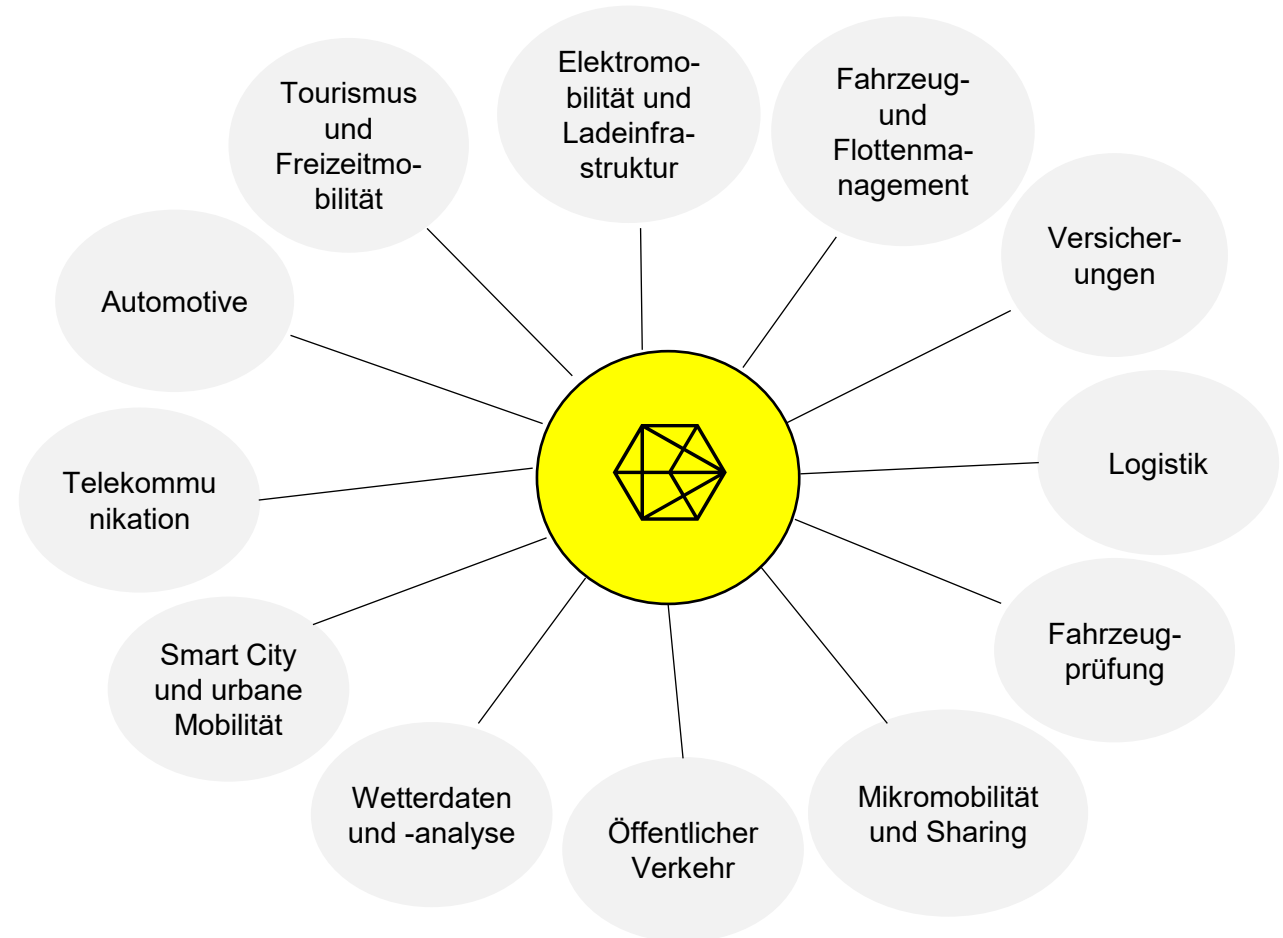 Elektromo-
bilität und
Ladeinfra-
struktur
Fahrzeug-
und
Flottenma-
nagement
Tourismus
und
Freizeitmo-
bilität
Versicher-
ungen
Automotive
Logistik
Telekommu
nikation
Fahrzeug-
prüfung
Smart City
und urbane
Mobilität
Wetterdaten
und -analyse
Öffentlicher
Verkehr
Mikromobilität
und Sharing